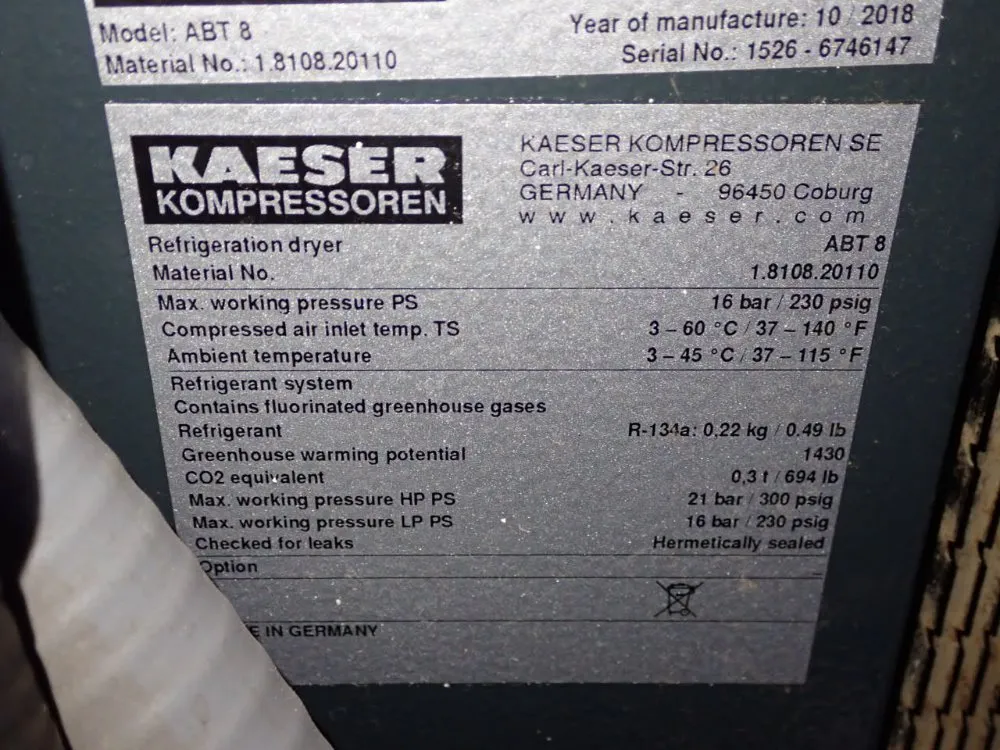 Model: ABT 8 Year of manufacture: 10 / 2018
Material No.: 1.8108.20110 Serial No.: 1526 - 6746147
KAESER
KOMPRESSOREN
KAESER KOMPRESSOREN SE
Carl-Kaeser-Str. 26
GERMANY - 96450 Coburg
www.kaeser.com
Refrigeration dryer ABT 8
Material No. 1.8108.20110
Max. working pressure PS 16 bar / 230 psig
Compressed air inlet temp. TS 3 – 60 °C / 37 – 140 °F
Ambient temperature 3 – 45 °C / 37 – 115 °F
Refrigerant system
Contains fluorinated greenhouse gases
Refrigerant R-134a: 0,22 kg / 0.49 lb
Greenhouse warming potential 1430
CO2 equivalent 0,3 t / 694 lb
Max. working pressure HP PS 21 bar / 300 psig
Max. working pressure LP PS 16 bar / 230 psig
Checked for leaks Hermetically sealed
Option –
E IN GERMANY